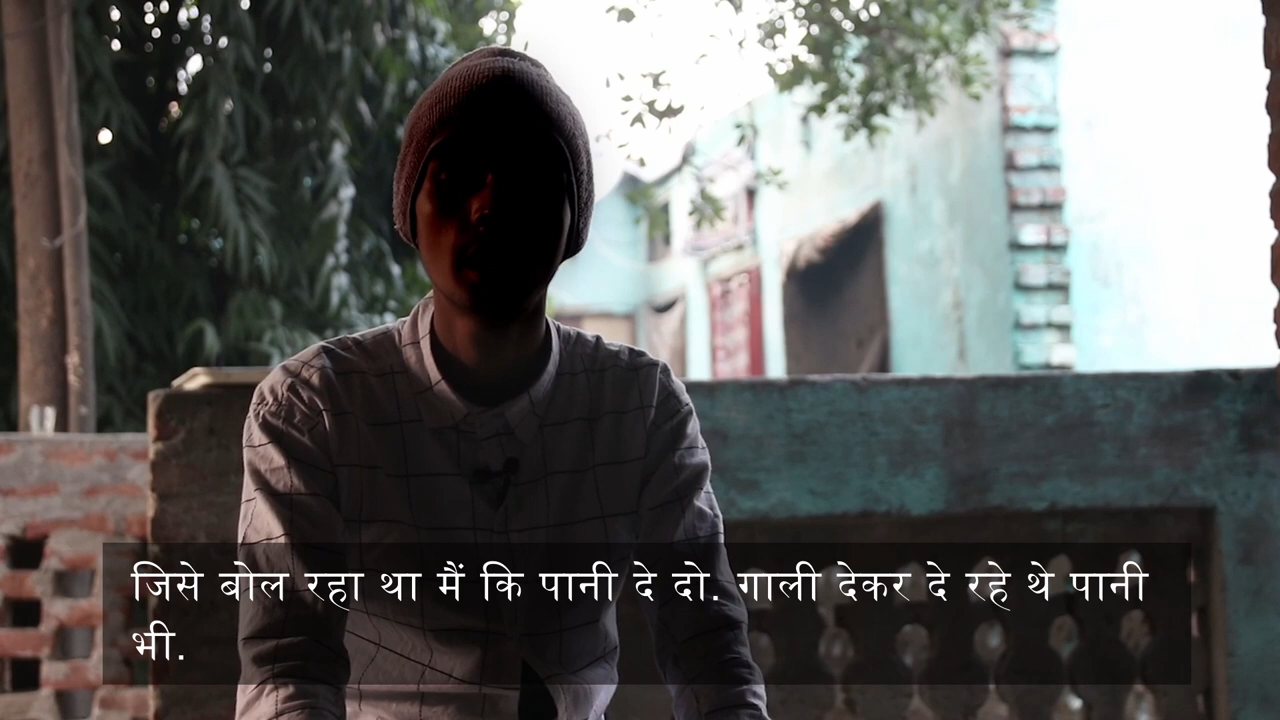 जिसे बोल रहा था मैं कि पानी दे दो. गाली देकर दे रहे थे पानी
भी.